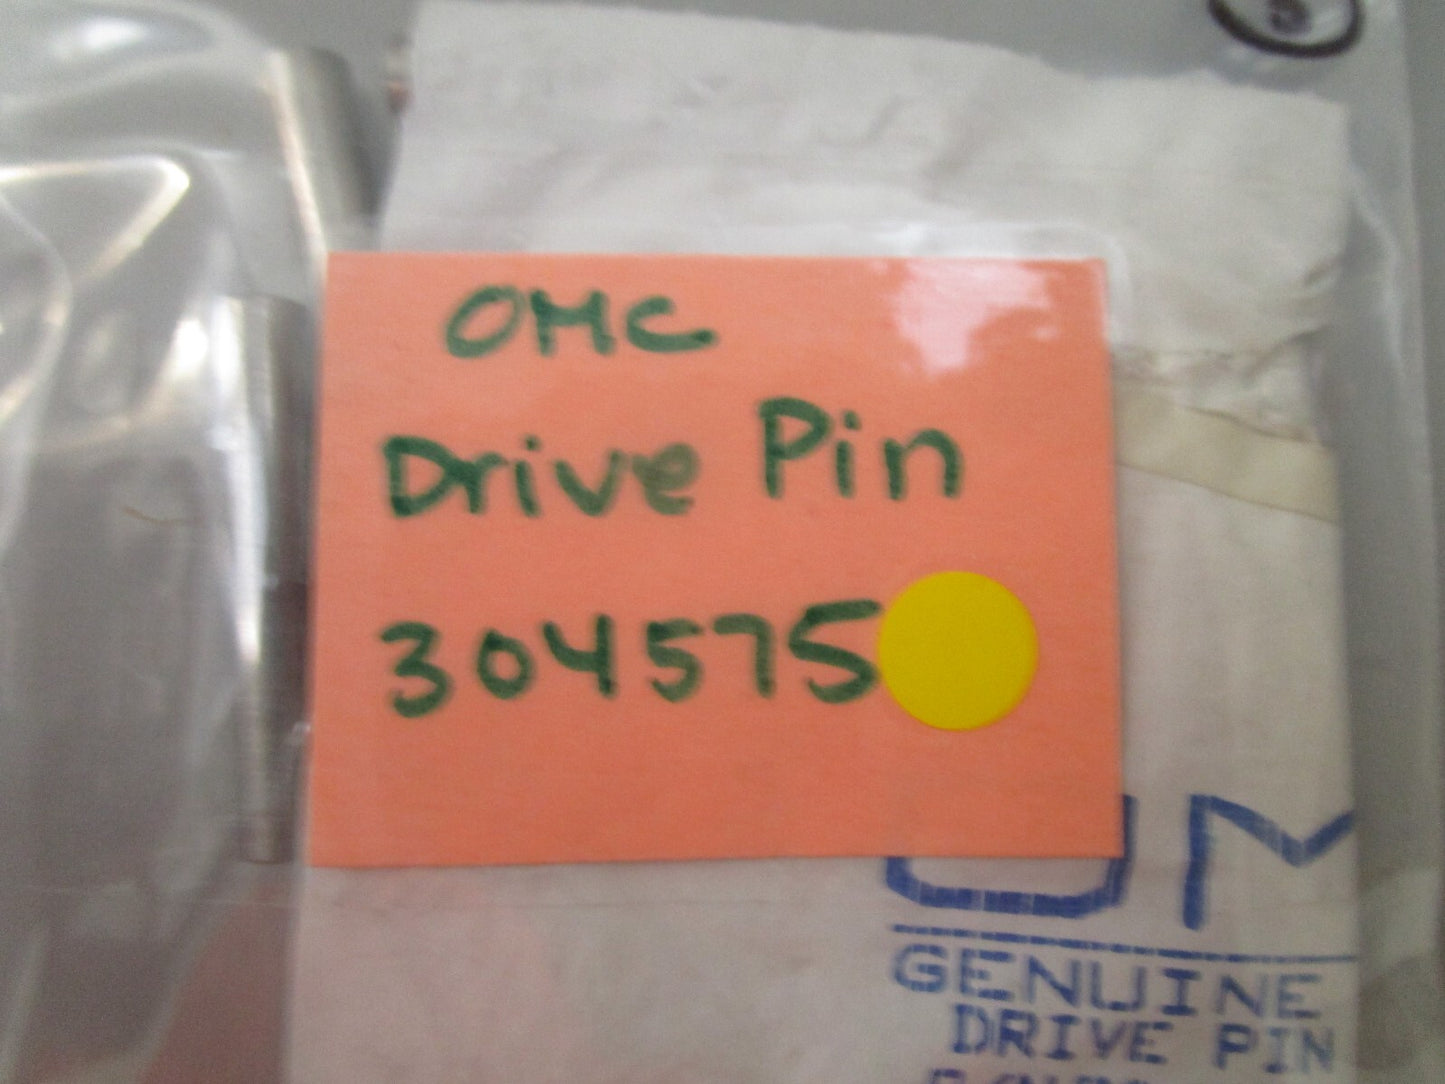 OMC
Drive Pin
304575
GENUINE
DRIVE PIN